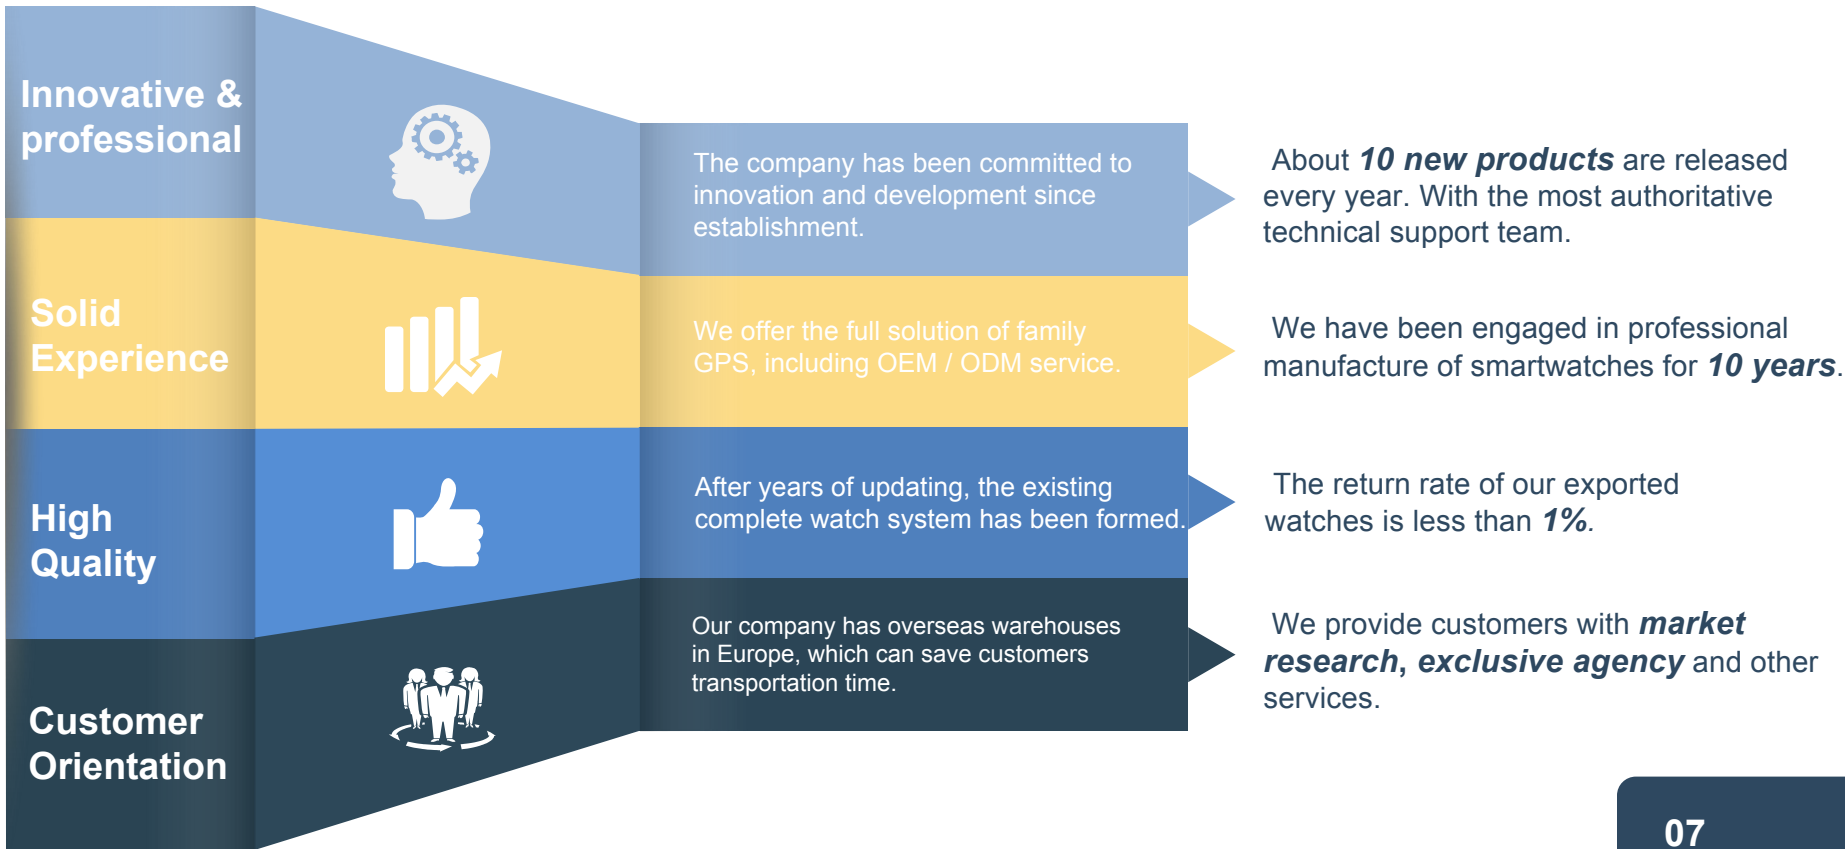 Innovative &
professional
The company has been committed to
innovation and development since
establishment.
About 10 new products are released
every year. With the most authoritative
technical support team.
Solid
Experience
We offer the full solution of family
GPS, including OEM / ODM service.
We have been engaged in professional
manufacture of smartwatches for 10 years.
High
Quality
After years of updating, the existing
complete watch system has been formed.
The return rate of our exported
watches is less than 1%.
Customer
Orientation
Our company has overseas warehouses
in Europe, which can save customers
transportation time.
We provide customers with market
research, exclusive agency and other
services.
07